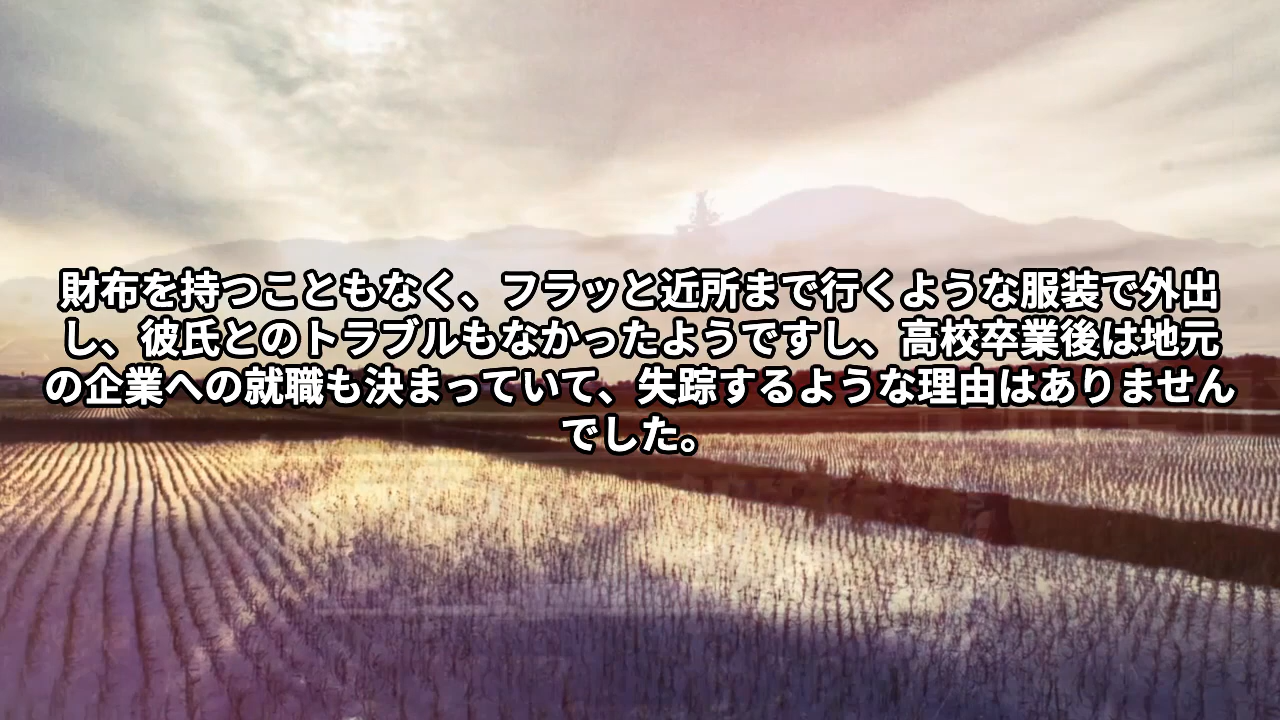 財布を持つこともなく、フラッと近所まで行くような服装で外出
し、彼氏とのトラブルもなかったようですし、高校卒業後は地元
の企業への就職も決まっていて、失踪するような理由はありません
でした。